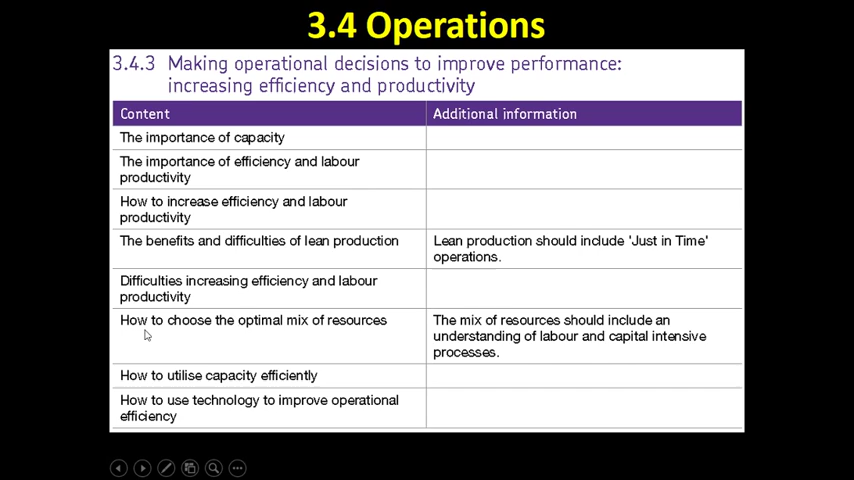 3.4 Operations
3.4.3 Making operational decisions to improve performance:
increasing efficiency and productivity
Content
Additional information
The importance of capacity
The importance of efficiency and labour
productivity
How to increase efficiency and labour
productivity
The benefits and difficulties of lean production
Lean production should include 'Just in Time'
operations.
Difficulties increasing efficiency and labour
productivity
How to choose the optimal mix of resources
The mix of resources should include an
understanding of labour and capital intensive
processes.
How to utilise capacity efficiently
How to use technology to improve operational
efficiency